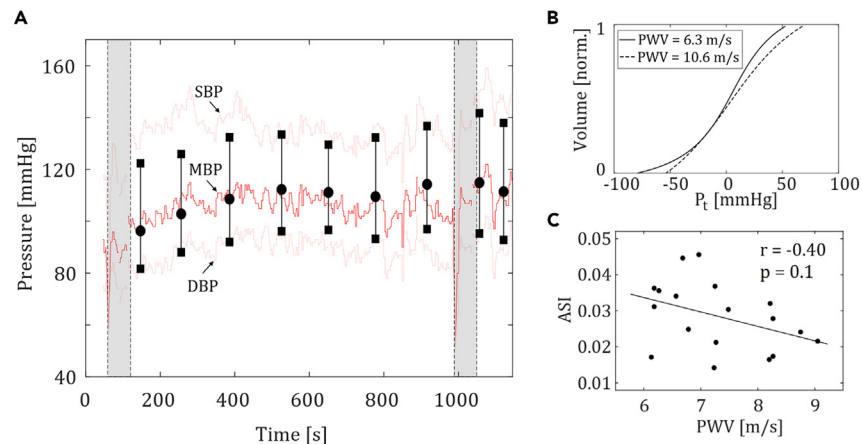 A
Pressure [mmHg]
160
120
80
40
SBP
MBP
DBP
0
200
400
600
800
1000
Time [s]
B
Volume [norm.]
1
0
PWV = 6.3 m/s
PWV = 10.6 m/s
-100
-50
0
50
100
Pt [mmHg]
C
ASI
0.05
0.04
0.03
0.02
0.01
r = -0.40
p = 0.1
6
7
8
9
PWV [m/s]